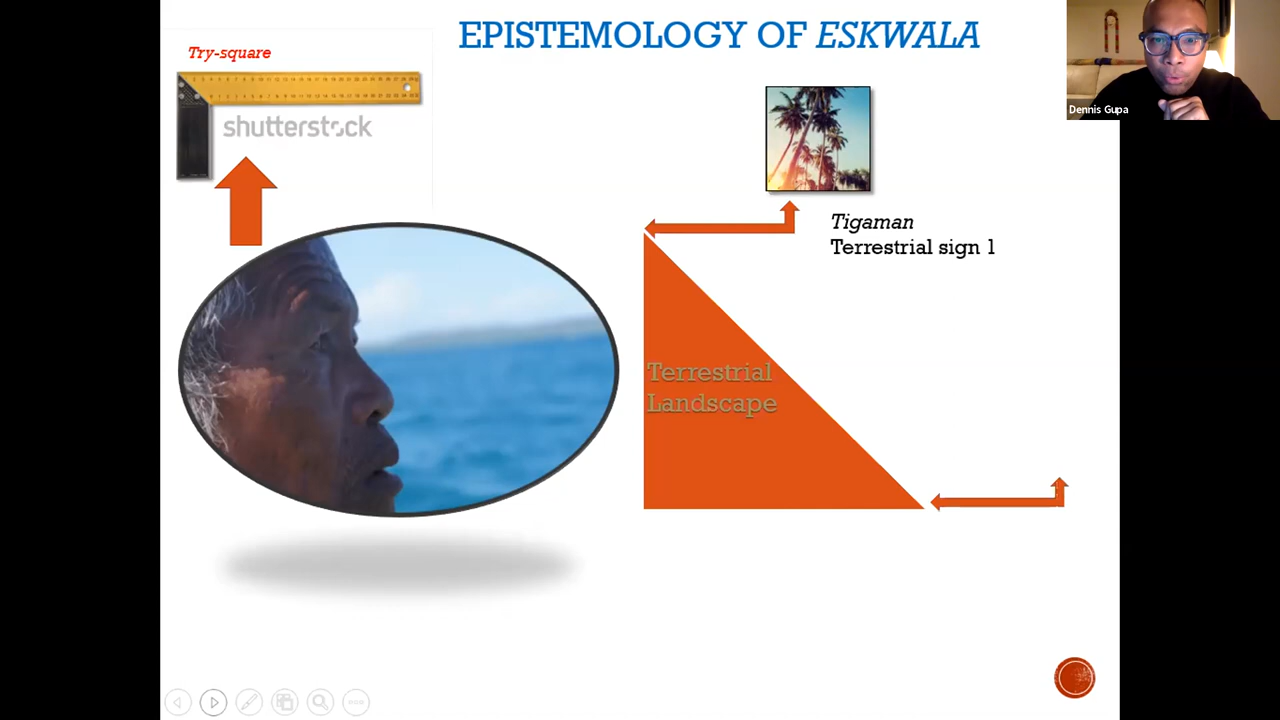 EPISTEMOLOGY OF ESKWALA
Try-square
shutterstock
Dennis Gupa
Tigaman
Terrestrial sign 1
Terrestrial
Landscape